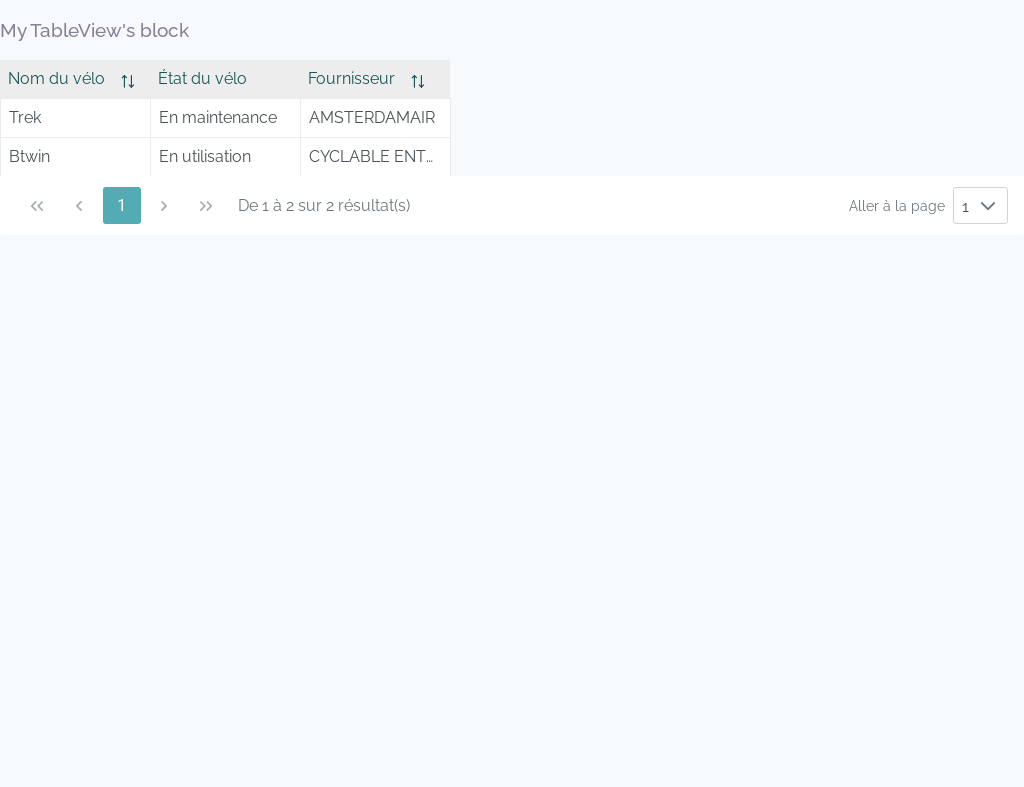 My TableView's block
Nom du vélo État du vélo Fournisseur
Trek En maintenance AMSTERDAMAIR
Btwin En utilisation CYCLABLE ENT...
1 De 1 à 2 sur 2 résultat(s) Aller à la page 1